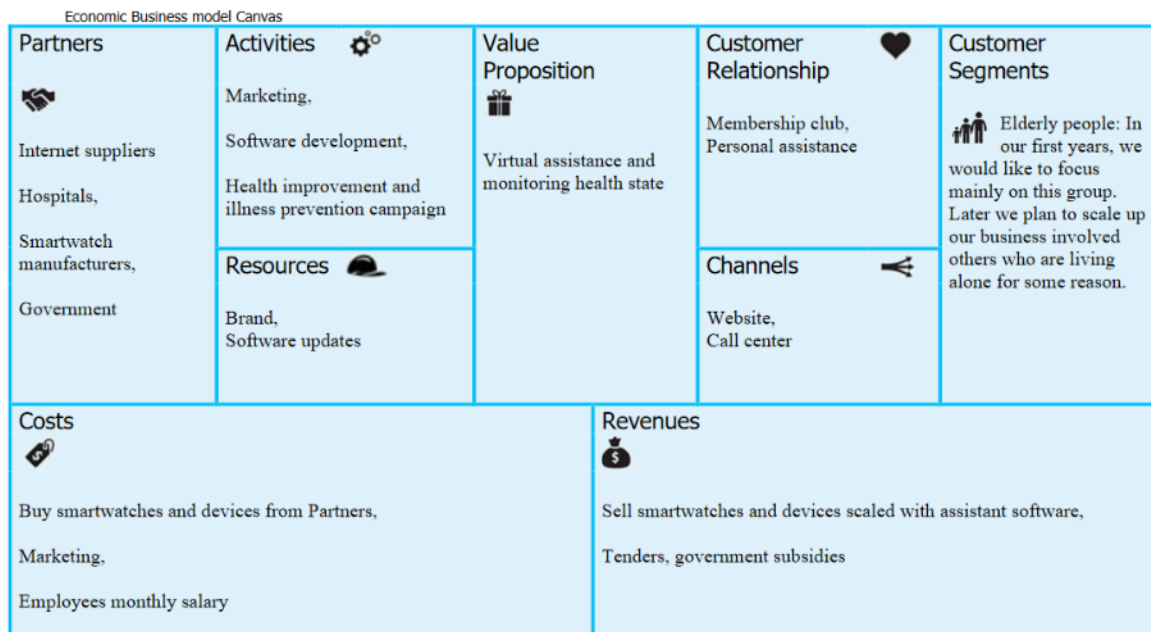 Economic Business model Canvas
Partners
Internet suppliers
Hospitals,
Smartwatch
manufacturers,
Government
Activities
Marketing,
Software development,
Health improvement and
illness prevention campaign
Resources
Brand,
Software updates
Value
Proposition
Virtual assistance and
monitoring health state
Customer
Relationship
Membership club,
Personal assistance
Channels
Website,
Call center
Customer
Segments
Elderly people: In
our first years, we
would like to focus
mainly on this group.
Later we plan to scale up
our business involved
others who are living
alone for some reason.
Costs
$
Buy smartwatches and devices from Partners,
Marketing,
Employees monthly salary
Revenues
$
Sell smartwatches and devices scaled with assistant software,
Tenders, government subsidies